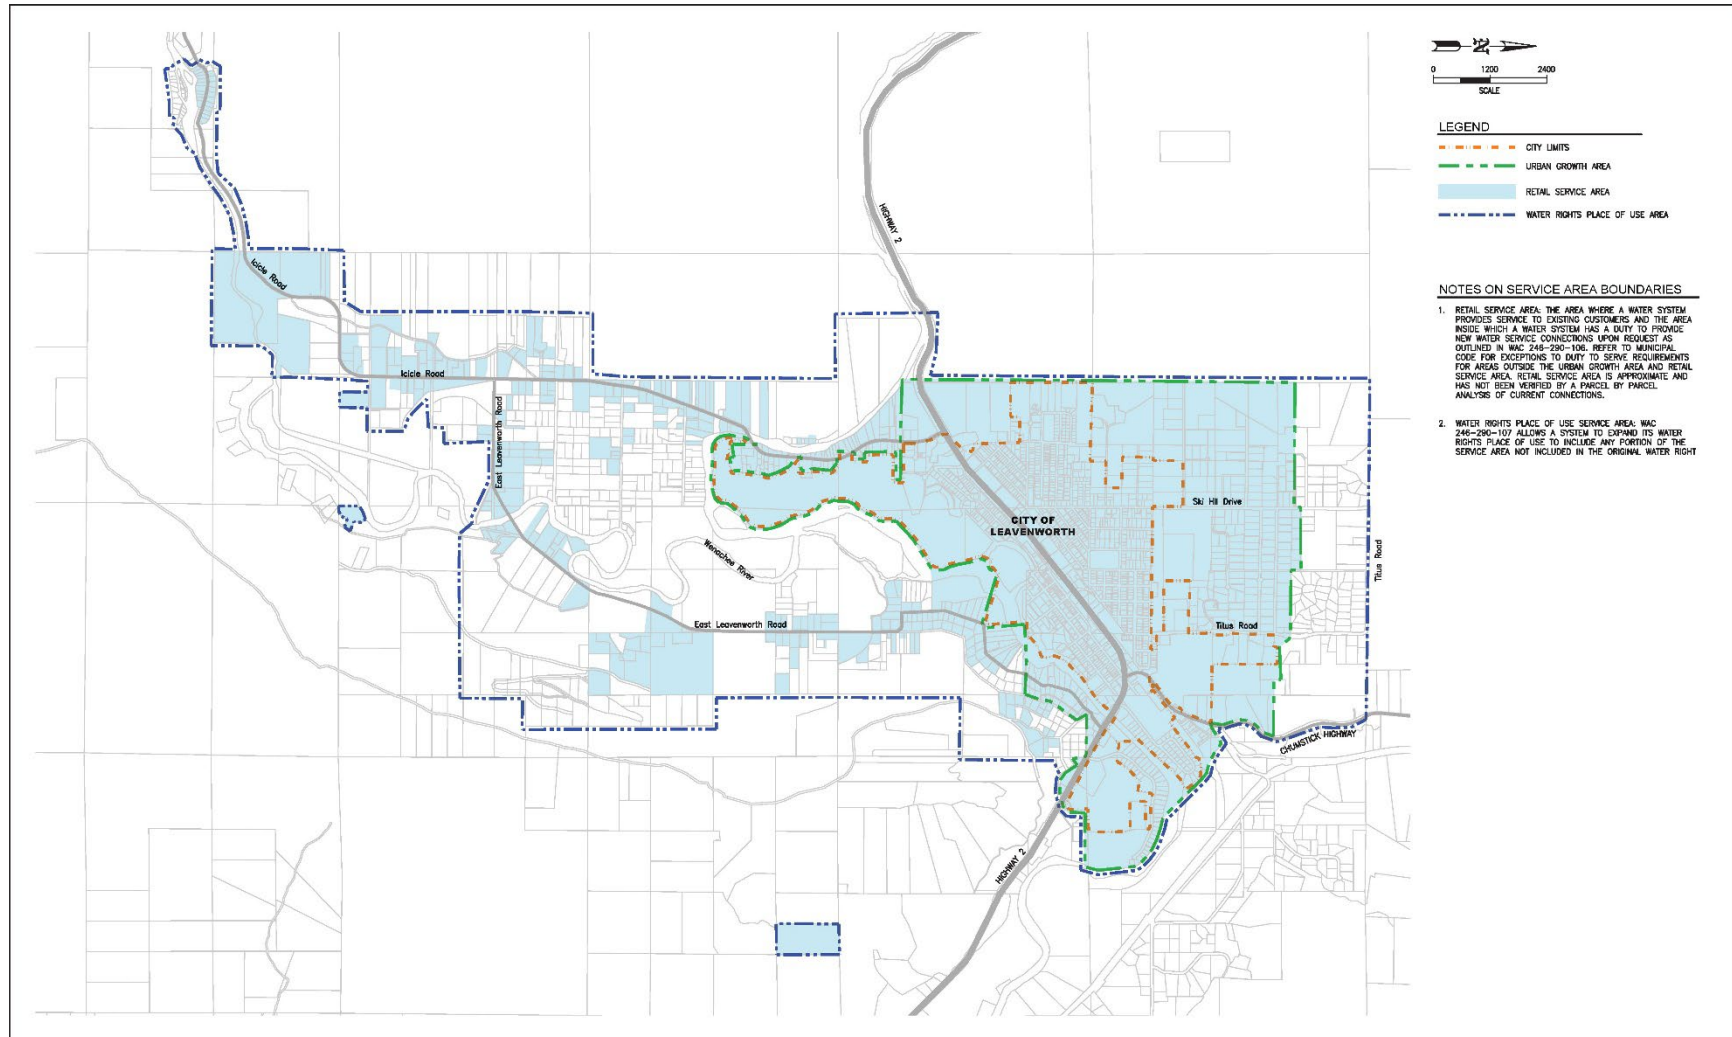 N
0 1200 2400
SCALE
LEGEND
CITY LIMITS
URBAN GROWTH AREA
RETAIL SERVICE AREA
WATER RIGHTS PLACE OF USE AREA
NOTES ON SERVICE AREA BOUNDARIES
1. RETAIL SERVICE AREA: THE AREA WHERE A WATER SYSTEM
PROVIDES SERVICE TO EXISTING CUSTOMERS AND THE AREA
INSIDE WHICH A WATER SYSTEM HAS A DUTY TO PROVIDE
NEW WATER SERVICE CONNECTIONS UPON REQUEST AS
OUTLINED IN WAC 246-290-106. REFER TO MUNICIPAL
CODE FOR EXCEPTIONS TO DUTY TO SERVE REQUIREMENTS
FOR AREAS OUTSIDE THE URBAN GROWTH AREA AND RETAIL
SERVICE AREA. RETAIL SERVICE AREA IS APPROXIMATE AND
HAS NOT BEEN VERIFIED BY A PARCEL BY PARCEL
ANALYSIS OF CURRENT CONNECTIONS.
2. WATER RIGHTS PLACE OF USE SERVICE AREA: WAC
246-290-107 ALLOWS A SYSTEM TO EXPAND ITS WATER
RIGHTS PLACE OF USE TO INCLUDE ANY PORTION OF THE
SERVICE AREA NOT INCLUDED IN THE ORIGINAL WATER RIGHT
HIGHWAY 2
Icicle Road
Icicle Road
East Leavenworth Road
Ski Hil Drive
CITY OF
LEAVENWORTH
Wenachee River
Titus Road
East Leavenworth Road
Titus Road
CHUMSTICK HIGHWAY
HIGHWAY 2